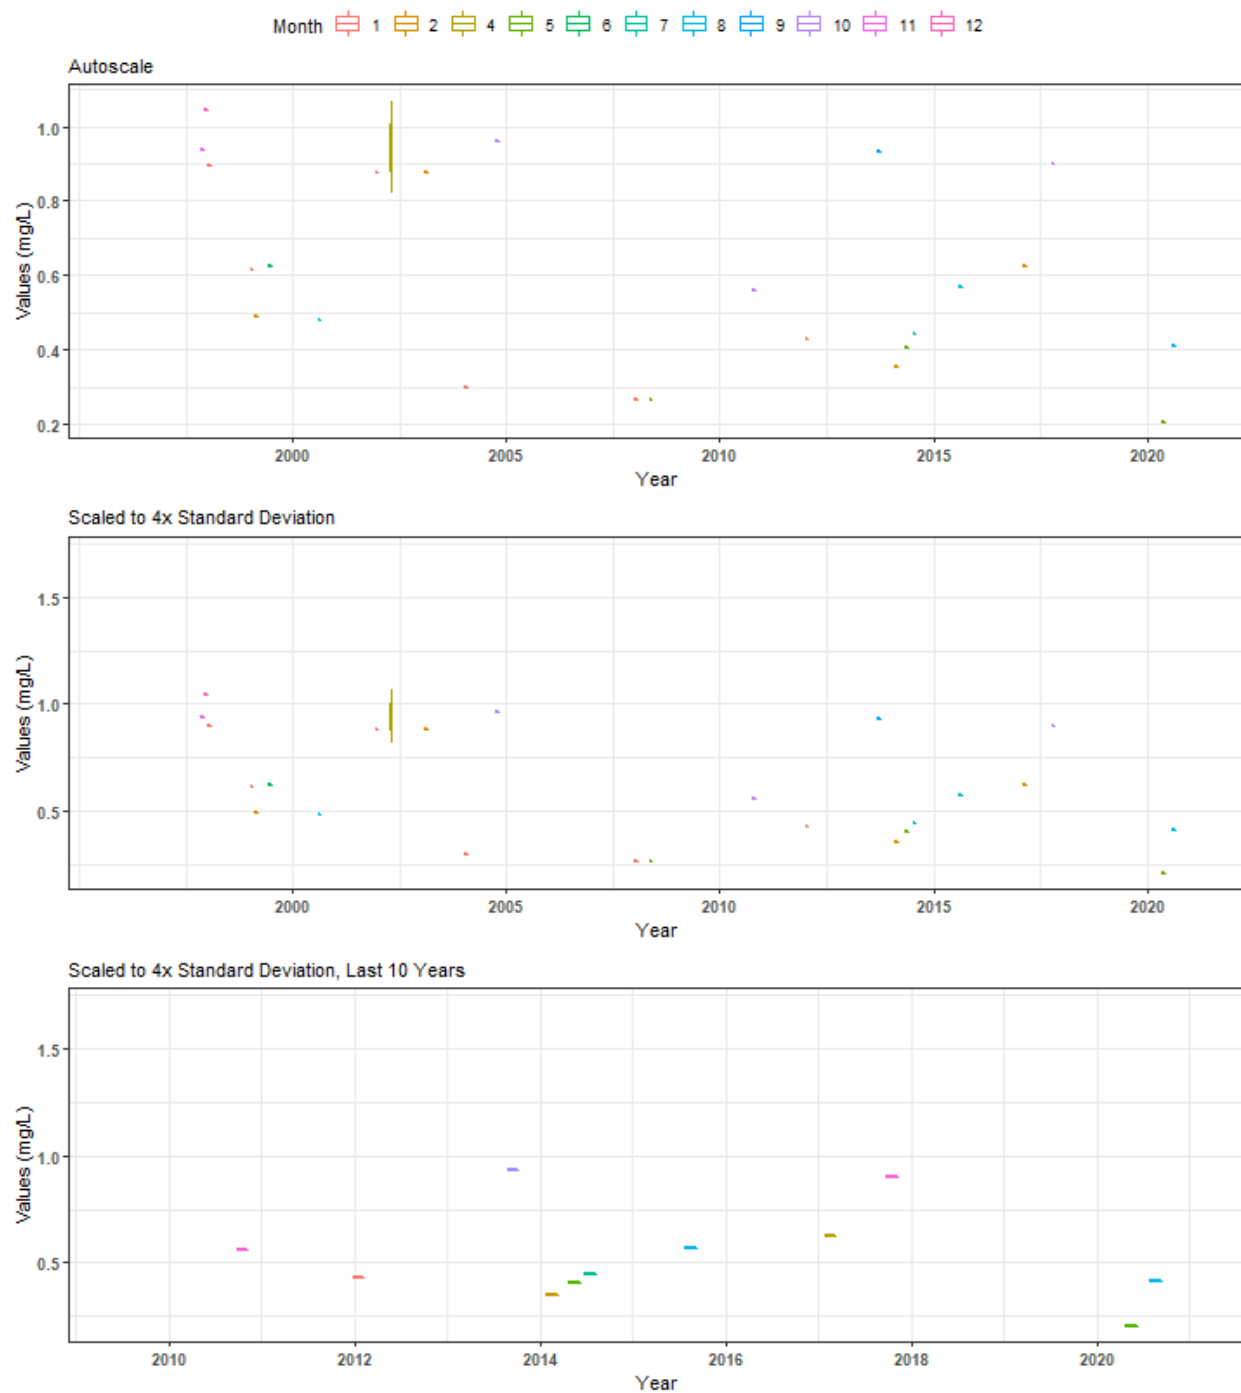 Month 1 2 4 5 6 7 8 9 10 11 12
Autoscale
Values (mg/L)
1.0
0.8
0.6
0.4
0.2
2000 2005 2010 2015 2020
Year
Scaled to 4x Standard Deviation
Values (mg/L)
1.5
1.0
0.5
2000 2005 2010 2015 2020
Year
Scaled to 4x Standard Deviation, Last 10 Years
Values (mg/L)
1.5
1.0
0.5
2010 2012 2014 2016 2018 2020
Year